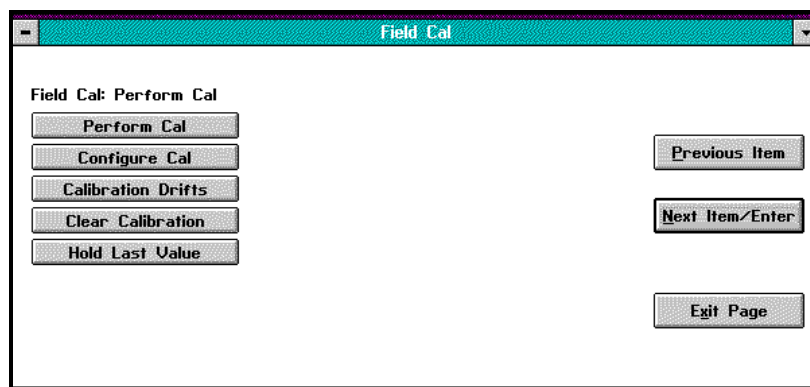 Field Cal
Field Cal: Perform Cal
Perform Cal
Configure Cal
Calibration Drifts
Clear Calibration
Hold Last Value
Previous Item
Next Item/Enter
Exit Page